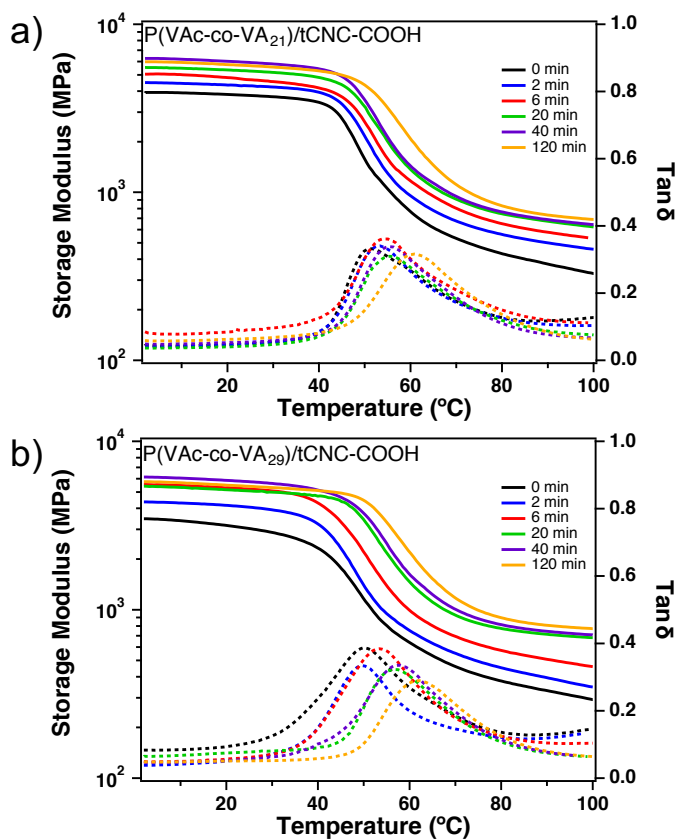 a)
P(VAc-co-VA21)/tCNC-COOH
Storage Modulus (MPa)
10^4
10^3
10^2
0 min
2 min
6 min
20 min
40 min
120 min
1.0
0.8
0.6
0.4
0.2
0.0
Tan δ
20 40 60 80 100
Temperature (ºC)
b)
P(VAc-co-VA29)/tCNC-COOH
Storage Modulus (MPa)
10^4
10^3
10^2
0 min
2 min
6 min
20 min
40 min
120 min
1.0
0.8
0.6
0.4
0.2
0.0
Tan δ
20 40 60 80 100
Temperature (ºC)